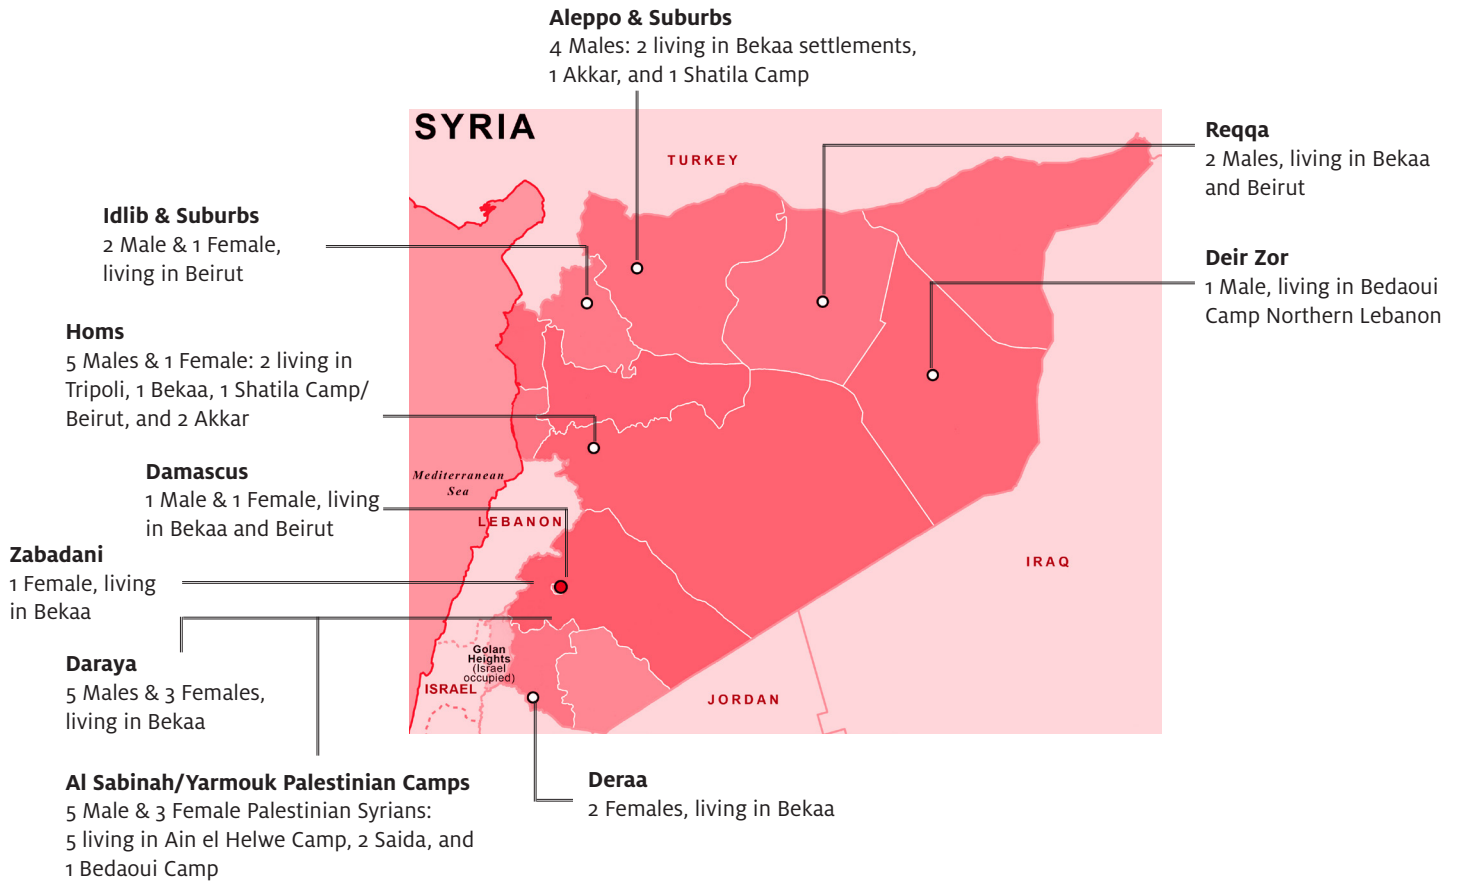 Aleppo & Suburbs
4 Males: 2 living in Bekaa settlements,
1 Akkar, and 1 Shatila Camp
SYRIA
TURKEY
Reqqa
2 Males, living in Bekaa
and Beirut
Idlib & Suburbs
2 Male & 1 Female,
living in Beirut
Deir Zor
1 Male, living in Bedaoui
Camp Northern Lebanon
Homs
5 Males & 1 Female: 2 living in
Tripoli, 1 Bekaa, 1 Shatila Camp/
Beirut, and 2 Akkar
Mediterranean
Sea
Damascus
1 Male & 1 Female, living
in Bekaa and Beirut
LEBANON
IRAQ
Zabadani
1 Female, living
in Bekaa
Golan
Heights
(Israel
occupied)
ISRAEL
JORDAN
Daraya
5 Males & 3 Females,
living in Bekaa
Al Sabinah/Yarmouk Palestinian Camps
5 Male & 3 Female Palestinian Syrians:
5 living in Ain el Helwe Camp, 2 Saida, and
1 Bedaoui Camp
Deraa
2 Females, living in Bekaa